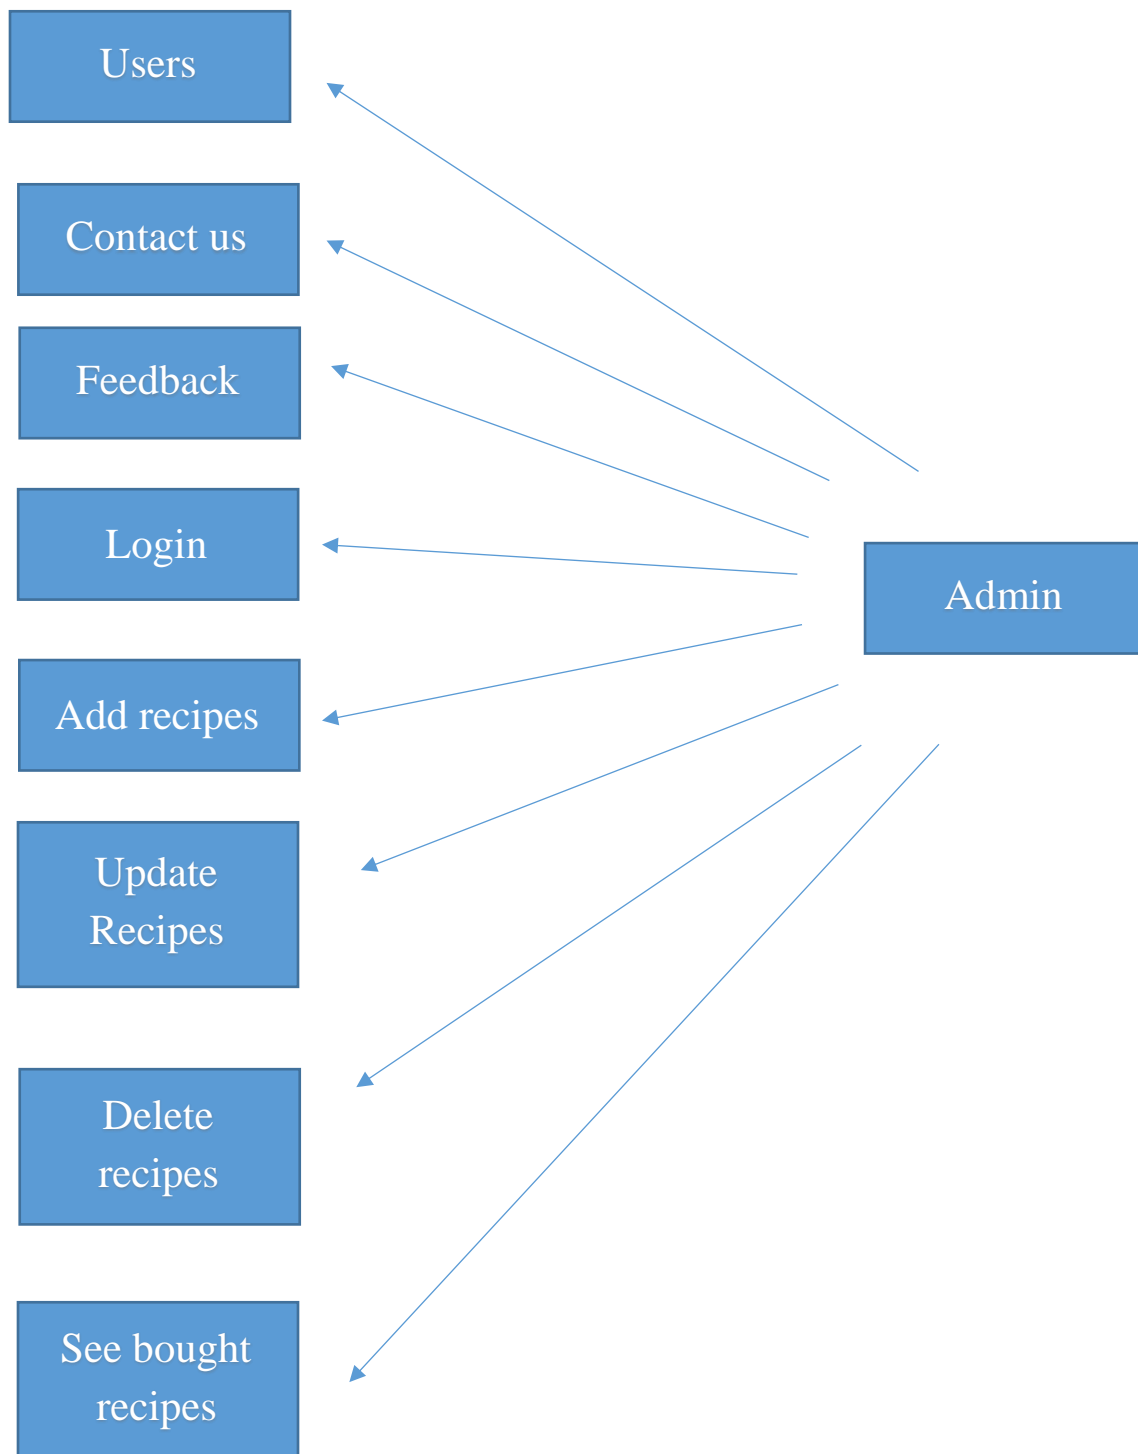 Users
Contact us
Feedback
Login
Admin
Add recipes
Update
Recipes
Delete
recipes
See bought
recipes